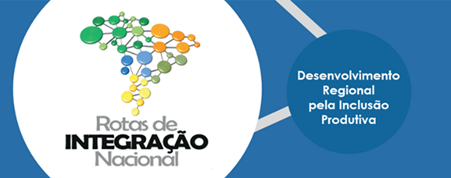 Rotas de
INTEGRAÇÃO
Nacional
Desenvolvimento
Regional
pela Inclusão
Produtiva